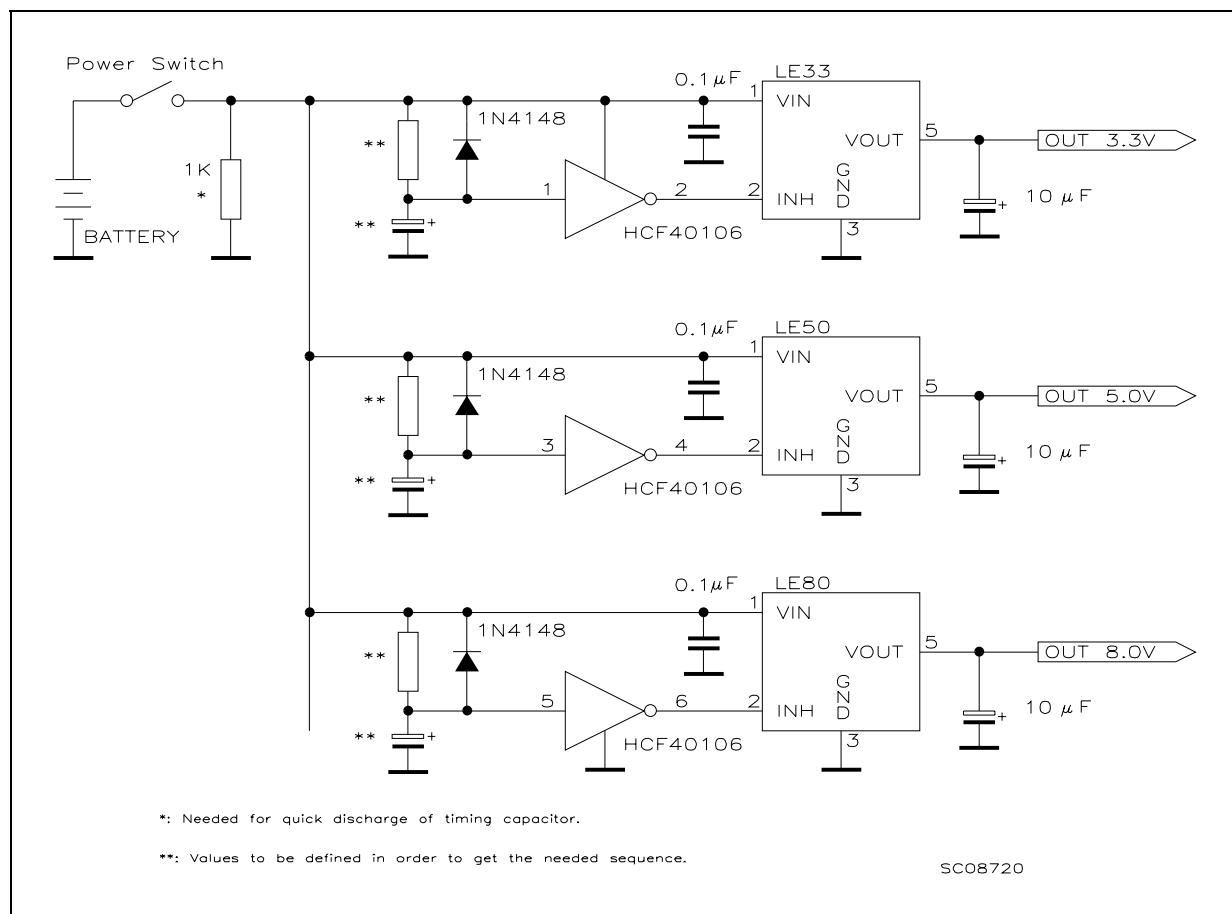 Power Switch
1K
*
BATTERY
**
**
1N4148
1
2
HCF40106
0.1μF
LE33
1
VIN
2
INH
VOUT
GND
3
5
10 μF
+
+
OUT 3.3V
**
**
+
1N4148
3
4
HCF40106
0.1μF
LE50
1
VIN
2
INH
VOUT
GND
3
5
10 μF
+
OUT 5.0V
**
**
+
1N4148
5
6
HCF40106
0.1μF
LE80
1
VIN
2
INH
VOUT
GND
3
5
10 μF
+
OUT 8.0V
*: Needed for quick discharge of timing capacitor.
**: Values to be defined in order to get the needed sequence.
SC08720